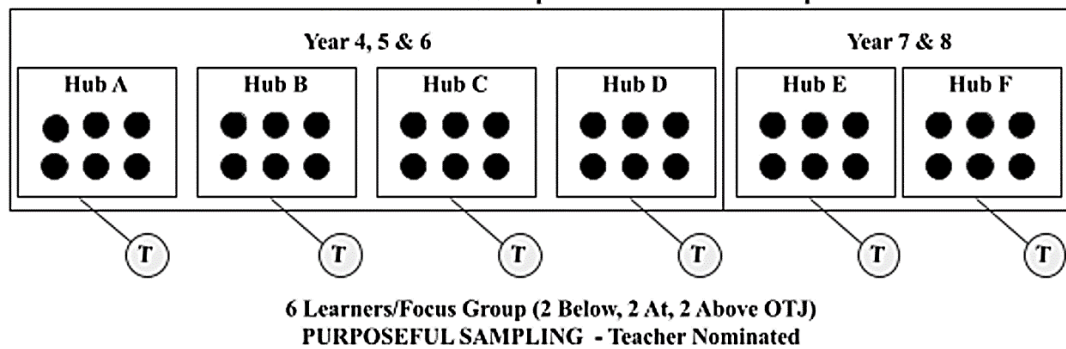 Year 4, 5 & 6
Year 7 & 8
Hub A
Hub B
Hub C
Hub D
Hub E
Hub F
T
T
T
T
T
T
6 Learners/Focus Group (2 Below, 2 At, 2 Above OTJ)
PURPOSEFUL SAMPLING - Teacher Nominated